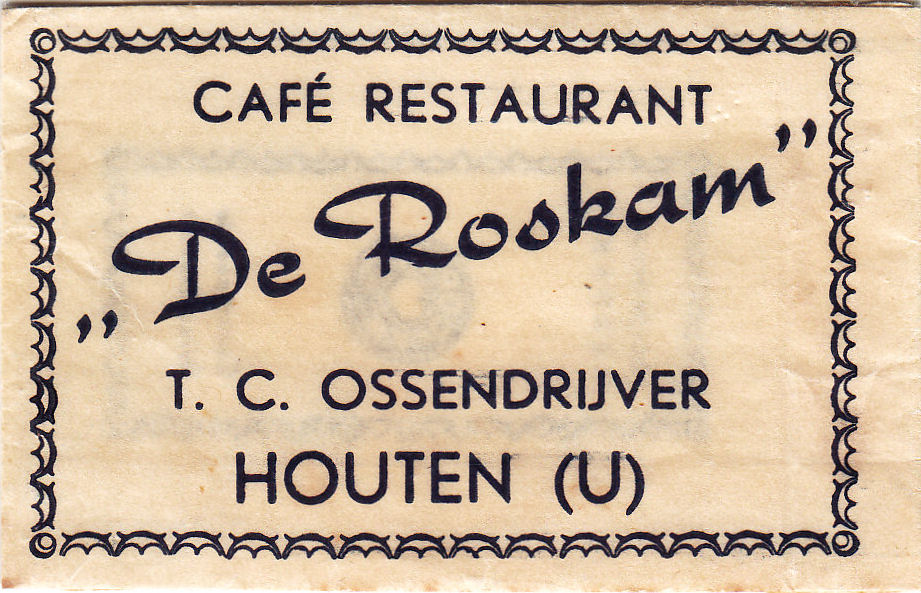 CAFÉ RESTAURANT
„De Roskam”
T. C. OSSENDRIJVER
HOUTEN (U)